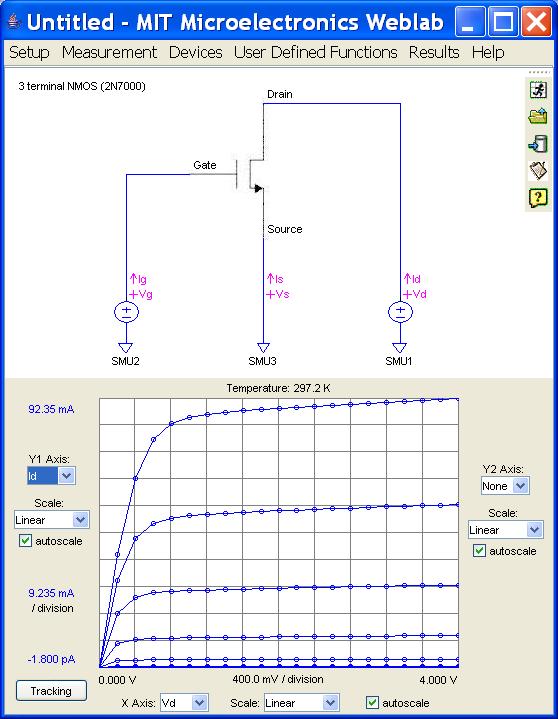 Untitled - MIT Microelectronics Weblab
Setup Measurement Devices User Defined Functions Results Help
3 terminal NMOS (2N7000)
Drain
Gate
Source
Ig
+Vg
Is
+Vs
Id
+Vd
SMU2
SMU3
SMU1
Temperature: 297.2 K
92.35 mA
Y1 Axis:
Id
Scale:
Linear
autoscale
9.235 mA
/ division
-1.800 pA
Tracking
Y2 Axis:
None
Scale:
Linear
autoscale
0.000 V
400.0 mV / division
4.000 V
X Axis: Vd Scale: Linear autoscale